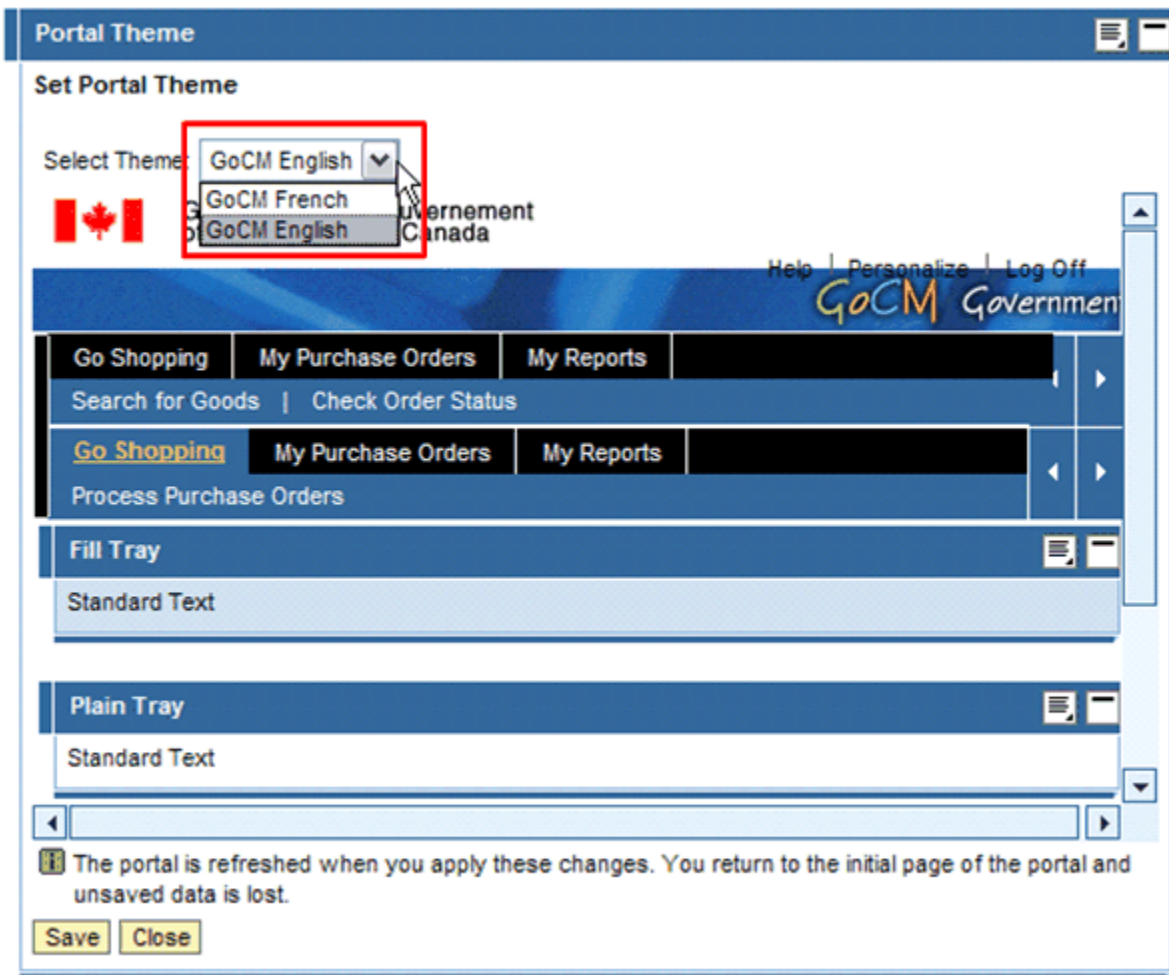 Portal Theme
Set Portal Theme
Select Theme: GoCM English
GoCM French
GoCM English
uvernement
Canada
Help | Personalize | Log Off
GoCM Government
Go Shopping My Purchase Orders My Reports
Search for Goods | Check Order Status
Go Shopping My Purchase Orders My Reports
Process Purchase Orders
Fill Tray
Standard Text
Plain Tray
Standard Text
The portal is refreshed when you apply these changes. You return to the initial page of the portal and
unsaved data is lost.
Save Close